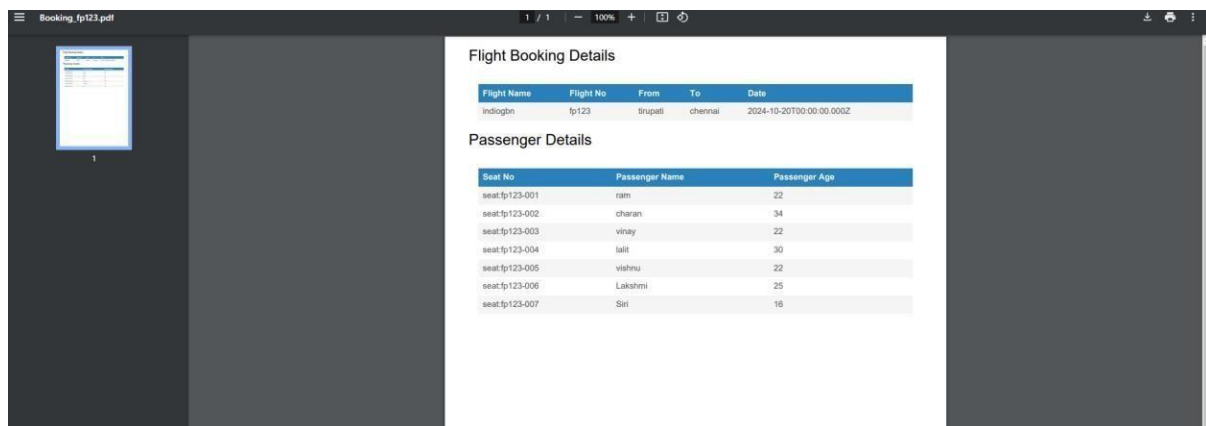 Booking_fp123.pdf 1 / 1 100%
Flight Booking Details
Flight Name Flight No From To Date
indiogbn fp123 tirupati chennai 2024-10-20T00:00:00.000Z
Passenger Details
Seat No Passenger Name Passenger Age
seat:fp123-001 ram 22
seat:fp123-002 charan 34
seat:fp123-003 vinay 22
seat:fp123-004 lalit 30
seat:fp123-005 vishnu 22
seat:fp123-006 Lakshmi 25
seat:fp123-007 Siri 16
1